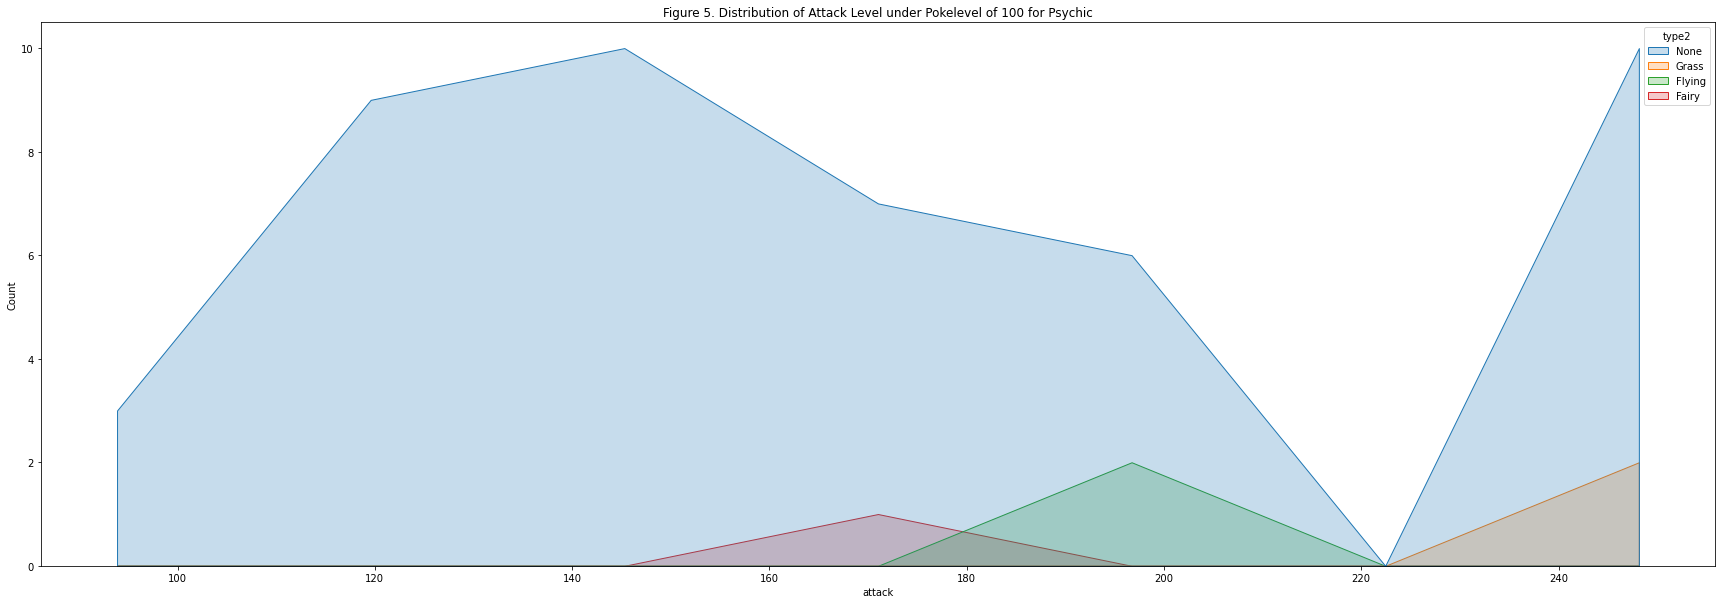 Figure 5. Distribution of Attack Level under Pokelevel of 100 for Psychic
type2
None
Grass
Flying
Fairy
10
8
6
4
2
0
Count
100 120 140 160 180 200 220 240
attack